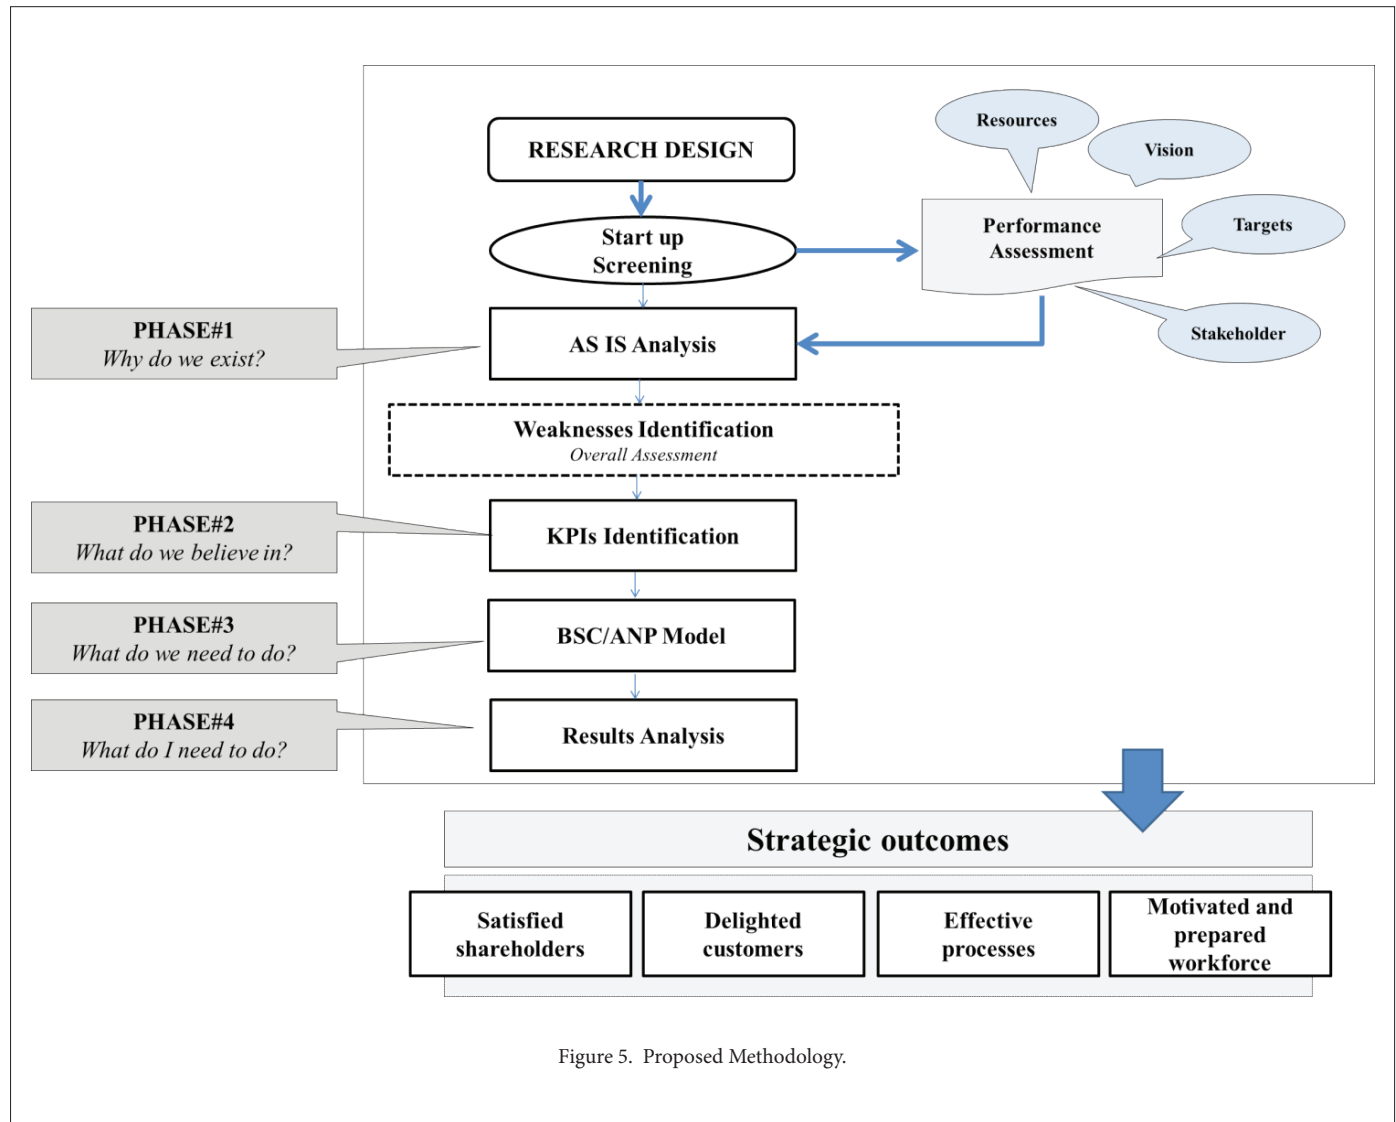 RESEARCH DESIGN
Resources
Vision
Start up
Screening
Performance
Assessment
Targets
Stakeholder
PHASE#1
Why do we exist?
AS IS Analysis
Weaknesses Identification
Overall Assessment
PHASE#2
What do we believe in?
KPIs Identification
PHASE#3
What do we need to do?
BSC/ANP Model
PHASE#4
What do I need to do?
Results Analysis
Strategic outcomes
Satisfied
shareholders
Delighted
customers
Effective
processes
Motivated and
prepared
workforce
Figure 5. Proposed Methodology.